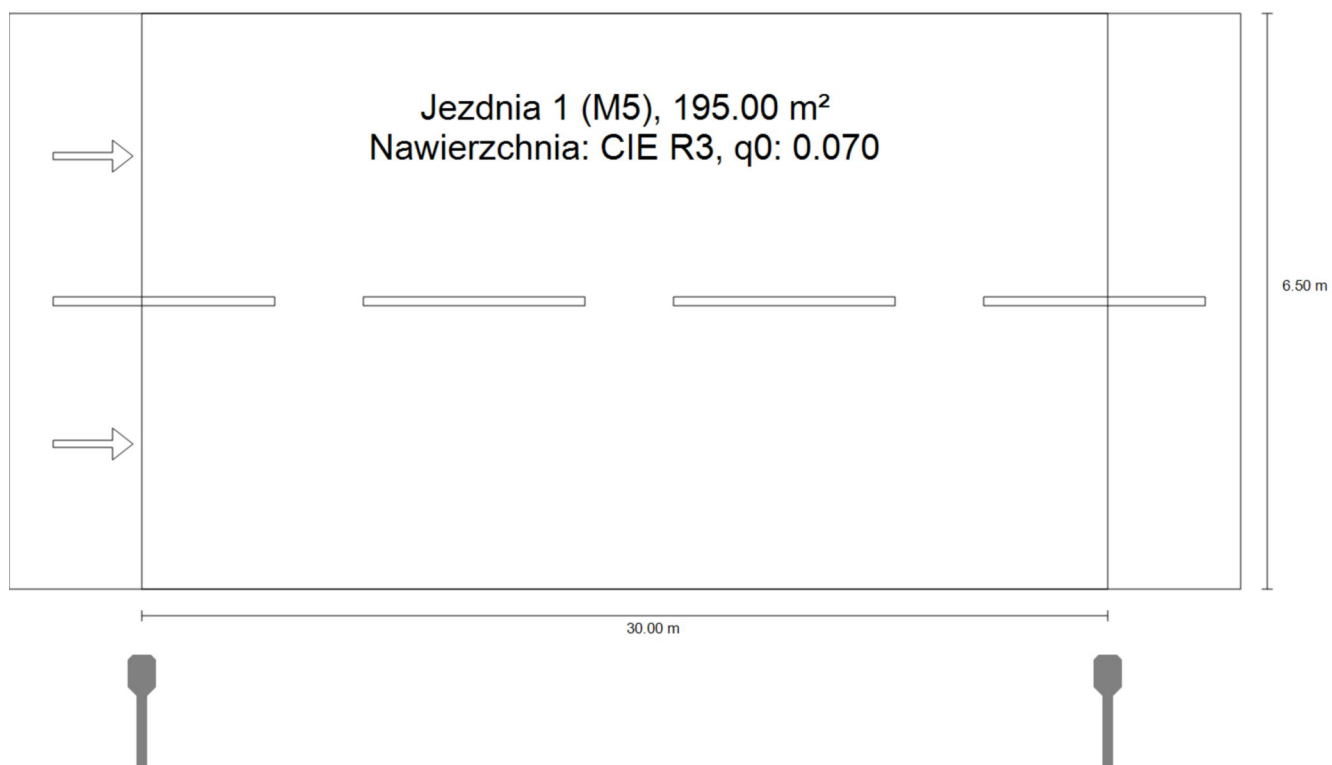 Jezdnia 1 (M5), 195.00 m²
Nawierzchnia: CIE R3, q0: 0.070
6.50 m
30.00 m